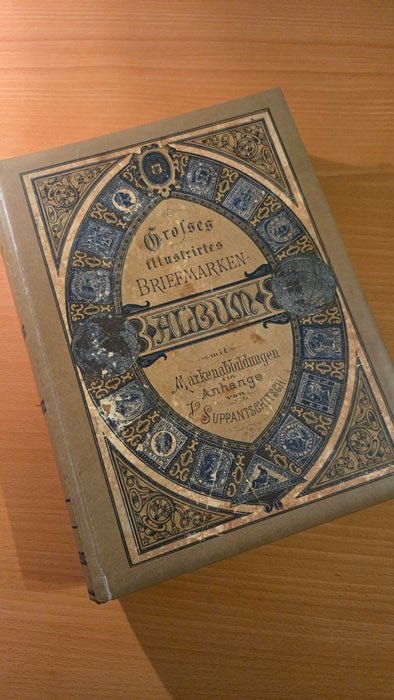 Grosses
illustrirtes
BRIEFMARKEN-
ALBUM
mit
Markenabbildungen
im
Anhange
von
V. SUPPANTSCHITSCH.